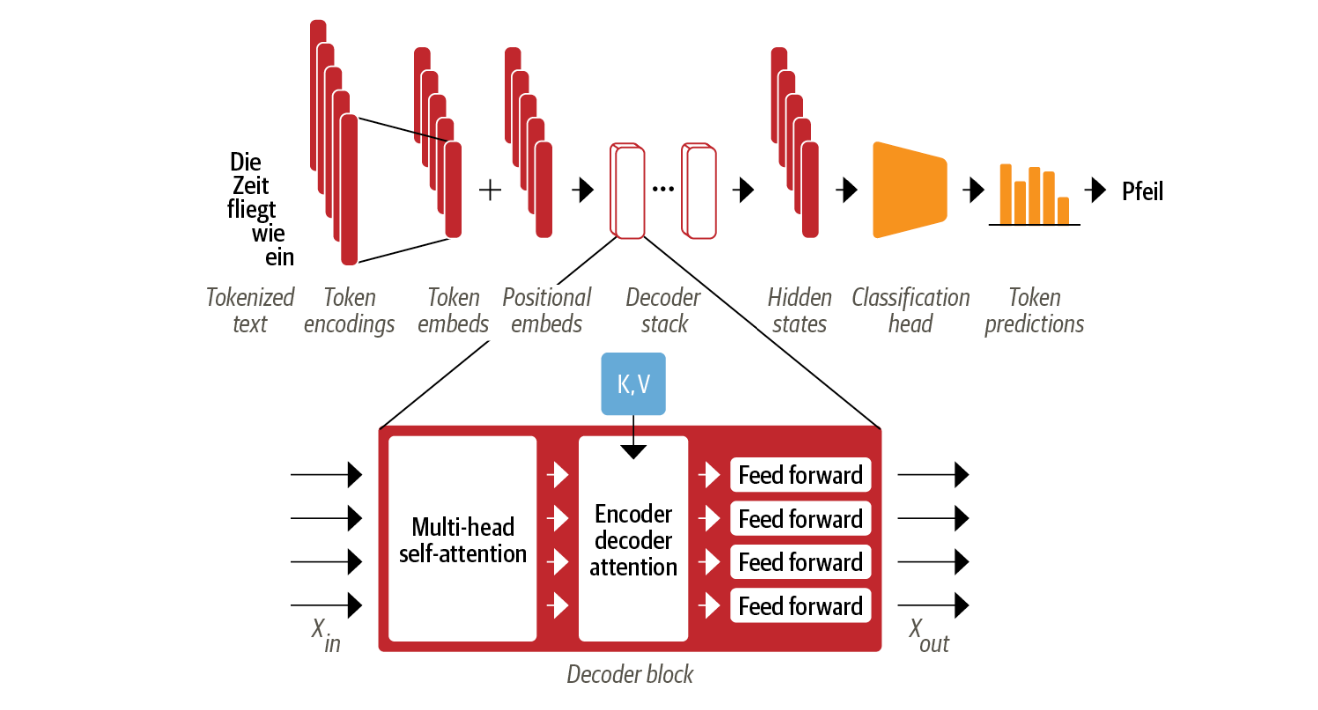 Die
Zeit
fliegt
wie
ein
Pfeil
Tokenized
text
Token
encodings
Token
embeds
Positional
embeds
Decoder
stack
Hidden
states
Classification
head
Token
predictions
K, V
Multi-head
self-attention
Encoder
decoder
attention
Feed forward
Feed forward
Feed forward
Feed forward
X in
X out
Decoder block